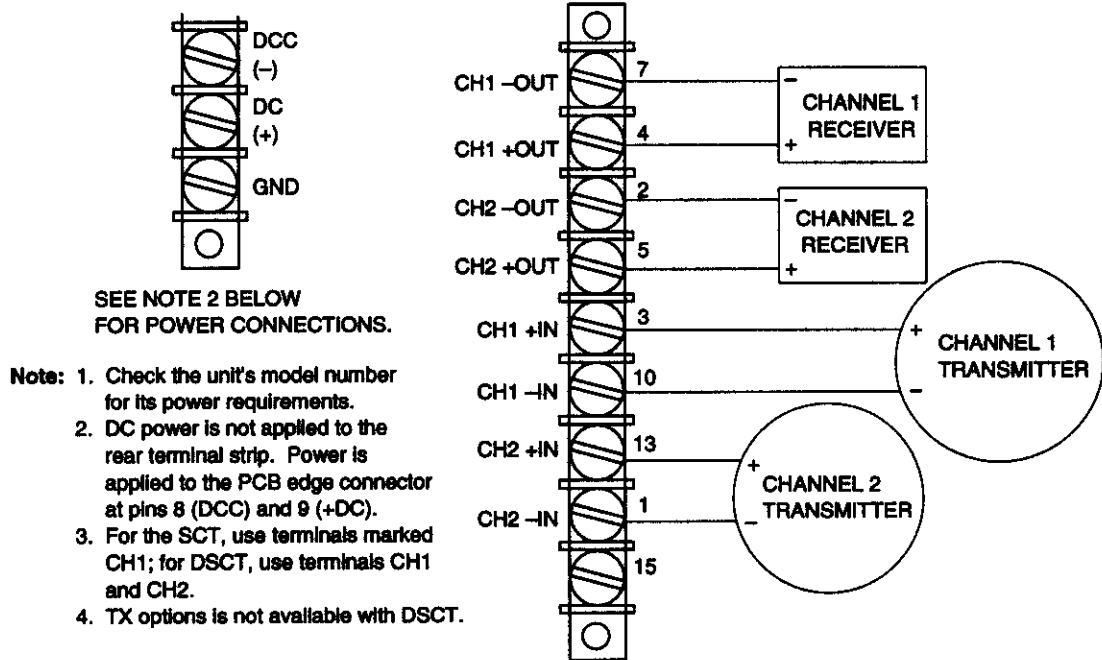 DCC
(–)
DC
(+)
GND
SEE NOTE 2 BELOW
FOR POWER CONNECTIONS.
Note: 1. Check the unit's model number
for its power requirements.
2. DC power is not applied to the
rear terminal strip. Power is
applied to the PCB edge connector
at pins 8 (DCC) and 9 (+DC).
3. For the SCT, use terminals marked
CH1; for DSCT, use terminals CH1
and CH2.
4. TX options is not available with DSCT.
CH1 –OUT 7 –
CH1 +OUT 4 +
CHANNEL 1
RECEIVER
CH2 –OUT 2 –
CH2 +OUT 5 +
CHANNEL 2
RECEIVER
CH1 +IN 3 +
CH1 –IN 10 –
CHANNEL 1
TRANSMITTER
CH2 +IN 13 +
CH2 –IN 1 –
CHANNEL 2
TRANSMITTER
15